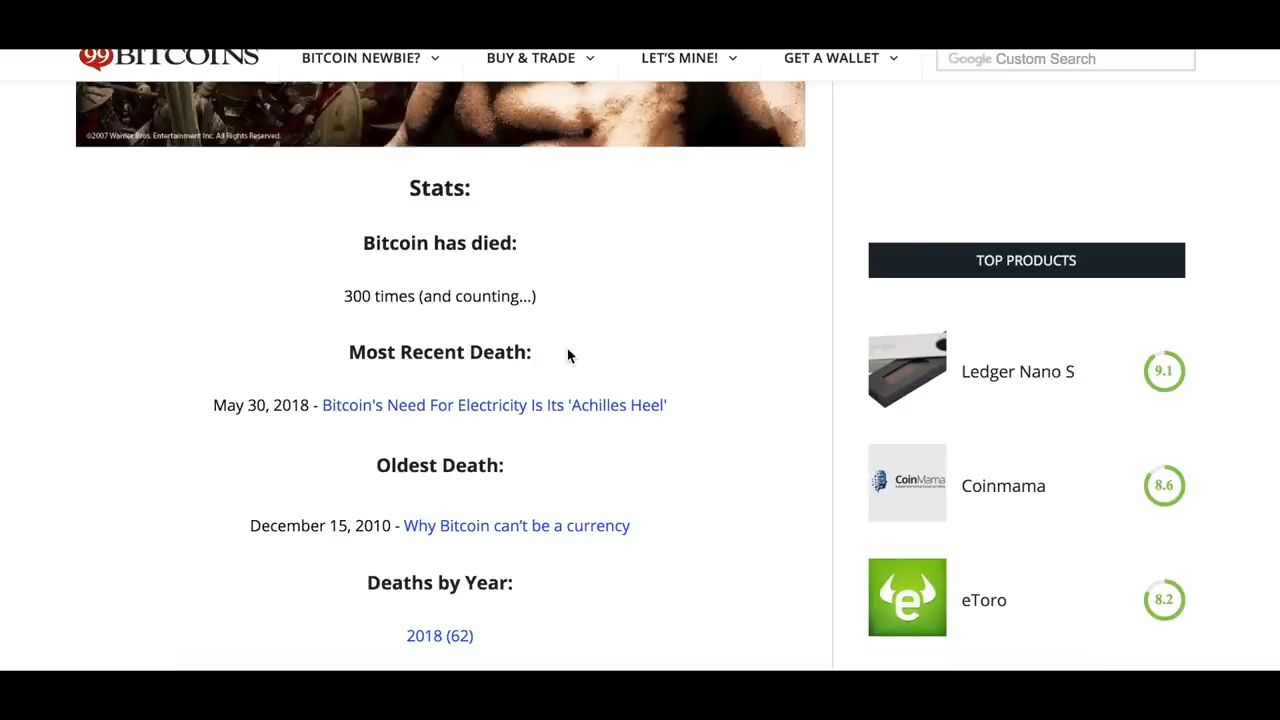 99BITCOINS
BITCOIN NEWBIE?
BUY & TRADE
LET'S MINE!
GET A WALLET
Google Custom Search
©2007 Warner Bros. Entertainment Inc. All Rights Reserved.
Stats:
Bitcoin has died:
300 times (and counting...)
Most Recent Death:
May 30, 2018 - Bitcoin's Need For Electricity Is Its 'Achilles Heel'
Oldest Death:
December 15, 2010 - Why Bitcoin can't be a currency
Deaths by Year:
2018 (62)
TOP PRODUCTS
Ledger Nano S
9.1
CoinMama
Coinmama
8.6
e
eToro
8.2